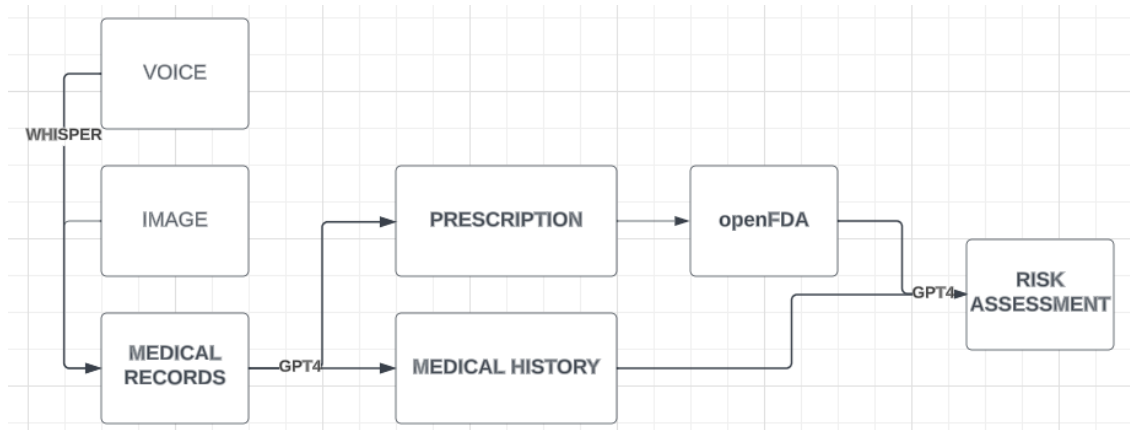 VOICE
WHISPER
IMAGE
PRESCRIPTION
openFDA
GPT4
RISK
ASSESSMENT
MEDICAL
RECORDS
GPT4
MEDICAL HISTORY